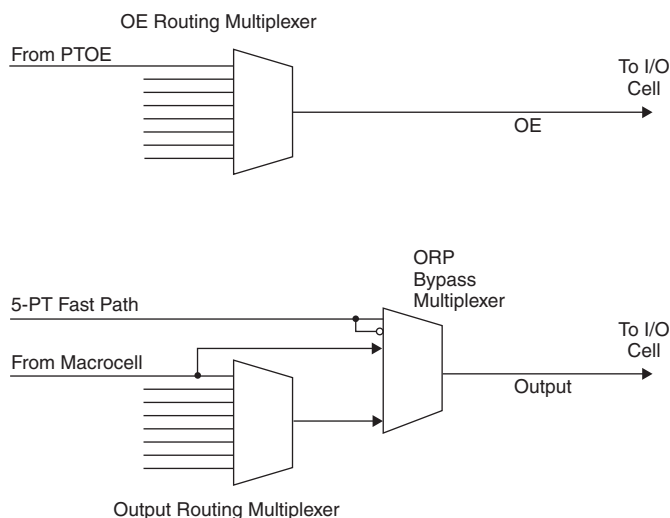 OE Routing Multiplexer
From PTOE
To I/O
Cell
OE
ORP
Bypass
Multiplexer
5-PT Fast Path
To I/O
Cell
From Macrocell
Output
Output Routing Multiplexer